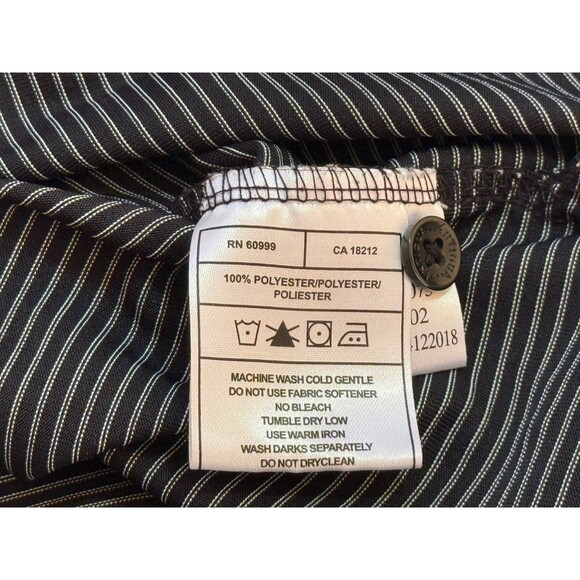 RN 60999
CA 18212
100% POLYESTER/POLYESTER/
POLIESTER
MACHINE WASH COLD GENTLE
DO NOT USE FABRIC SOFTENER
NO BLEACH
TUMBLE DRY LOW
USE WARM IRON
WASH DARKS SEPARATELY
DO NOT DRYCLEAN
02
4122018